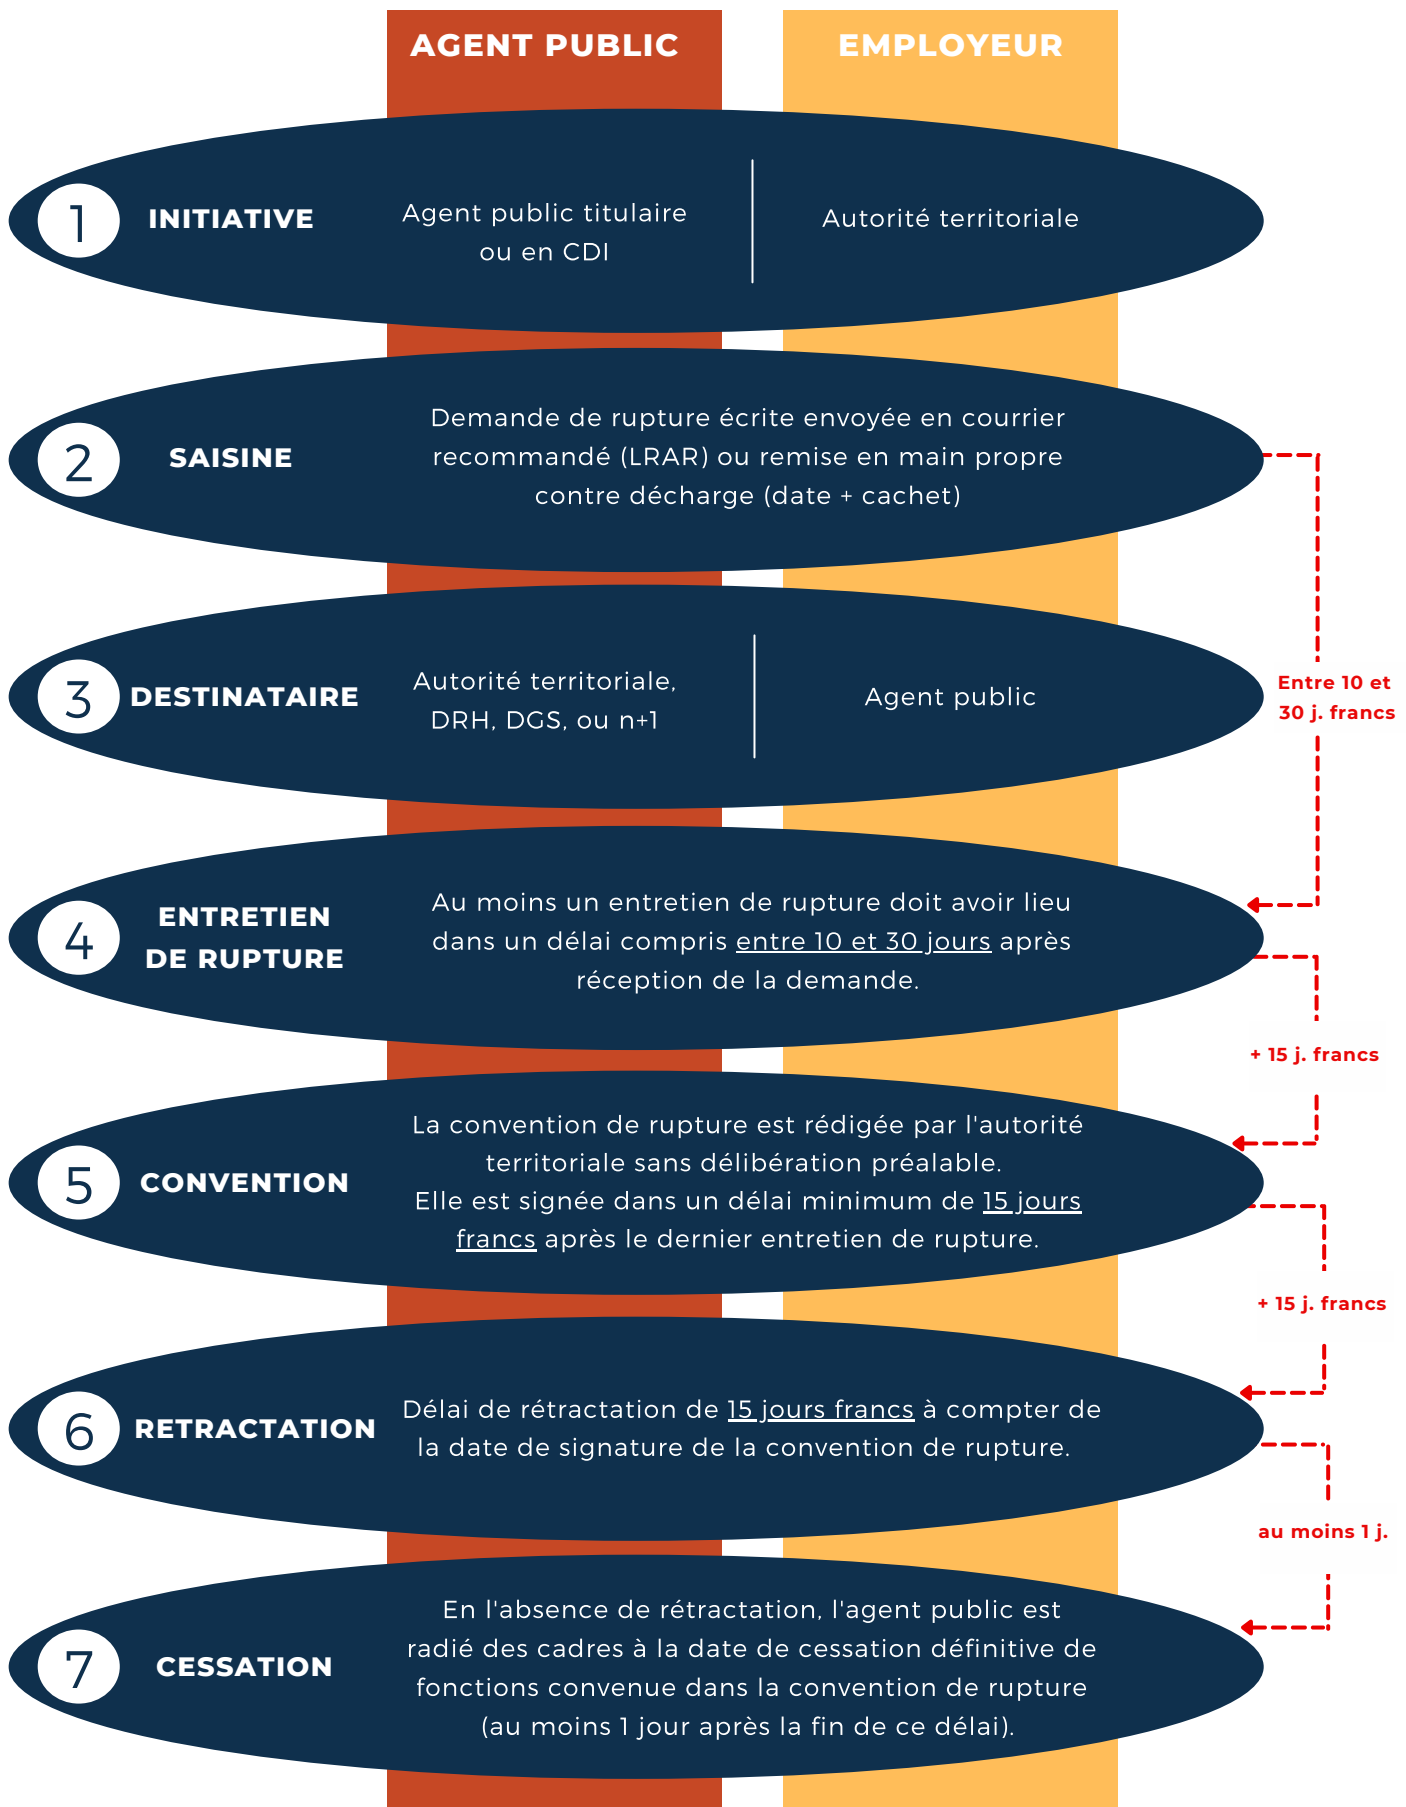 AGENT PUBLIC
EMPLOYEUR
1
INITIATIVE
Agent public titulaire
ou en CDI
Autorité territoriale
2
SAISINE
Demande de rupture écrite envoyée en courrier
recommandé (LRAR) ou remise en main propre
contre décharge (date + cachet)
3
DESTINATAIRE
Autorité territoriale,
DRH, DGS, ou n+1
Agent public
Entre 10 et
30 j. francs
4
ENTRETIEN
DE RUPTURE
Au moins un entretien de rupture doit avoir lieu
dans un délai compris entre 10 et 30 jours après
réception de la demande.
+ 15 j. francs
5
CONVENTION
La convention de rupture est rédigée par l'autorité
territoriale sans délibération préalable.
Elle est signée dans un délai minimum de 15 jours
francs après le dernier entretien de rupture.
+ 15 j. francs
6
RETRACTATION
Délai de rétractation de 15 jours francs à compter de
la date de signature de la convention de rupture.
au moins 1 j.
7
CESSATION
En l'absence de rétractation, l'agent public est
radié des cadres à la date de cessation définitive de
fonctions convenue dans la convention de rupture
(au moins 1 jour après la fin de ce délai).